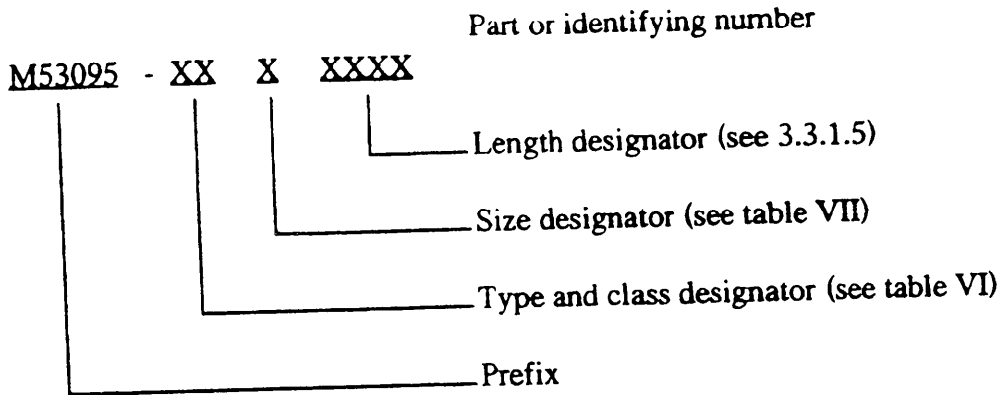 Part or identifying number
M53095 - XX X XXXX
Length designator (see 3.3.1.5)
Size designator (see table VII)
Type and class designator (see table VI)
Prefix